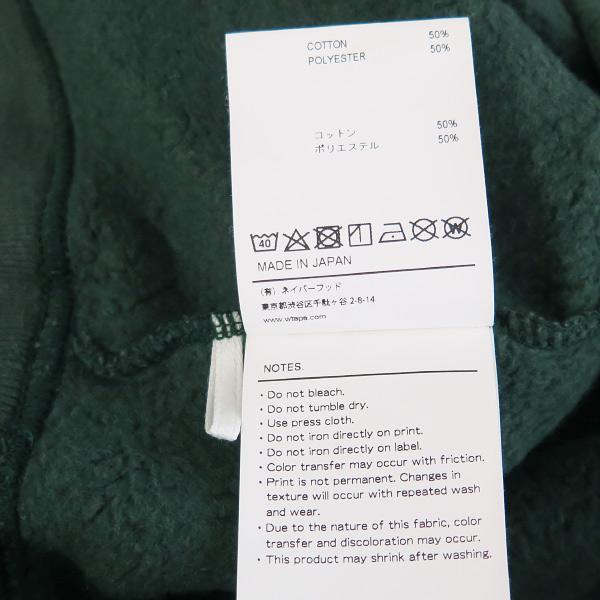 COTTON 50%
POLYESTER 50%
コットン 50%
ポリエステル 50%
40
W
MADE IN JAPAN
(有) ネイバーフッド
東京都渋谷区千駄ヶ谷 2-8-14
www.wtaps.com
NOTES.
・Do not bleach.
・Do not tumble dry.
・Use press cloth.
・Do not iron directly on print.
・Do not iron directly on label.
・Color transfer may occur with friction.
・Print is not permanent. Changes in
texture will occur with repeated wash
and wear.
・Due to the nature of this fabric, color
transfer and discoloration may occur.
・This product may shrink after washing.